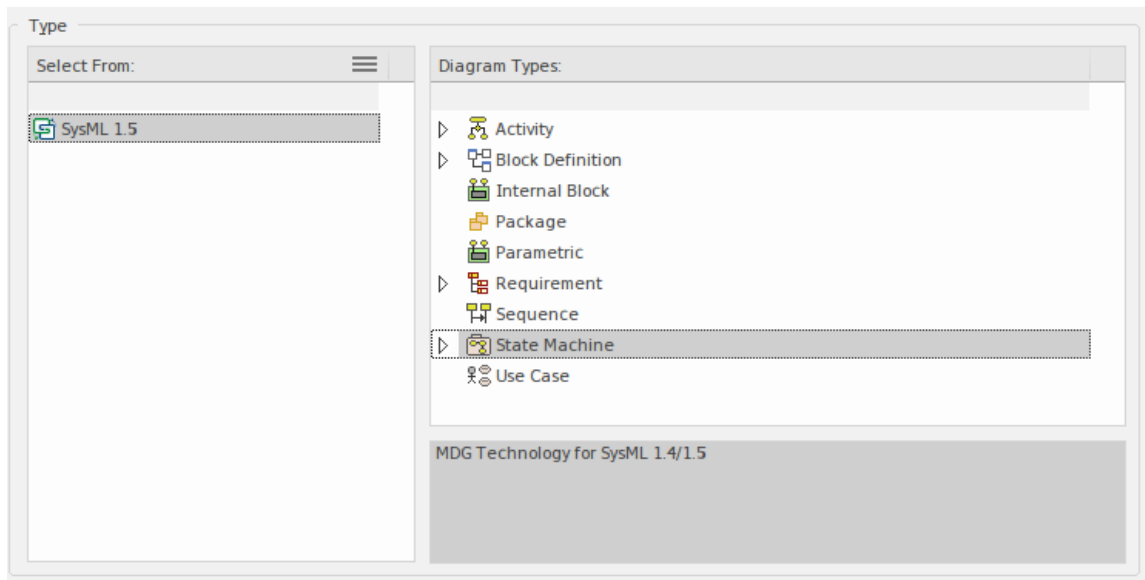 Type
Select From:
SysML 1.5
Diagram Types:
Activity
Block Definition
Internal Block
Package
Parametric
Requirement
Sequence
State Machine
Use Case
MDG Technology for SysML 1.4/1.5